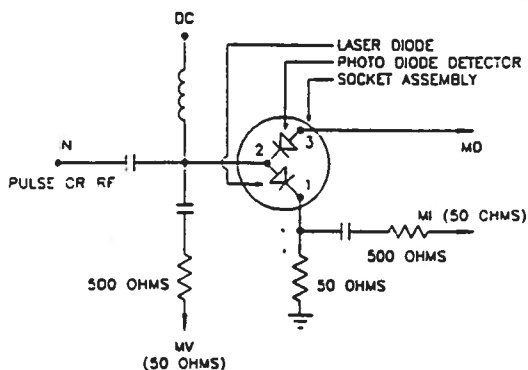 DC
LASER DIODE
PHOTO DIODE DETECTOR
SOCKET ASSEMBLY
N
3
MO
2
PULSE OR RF
1
MI (50 OHMS)
500 OHMS
500 OHMS
50 OHMS
MV
(50 OHMS)